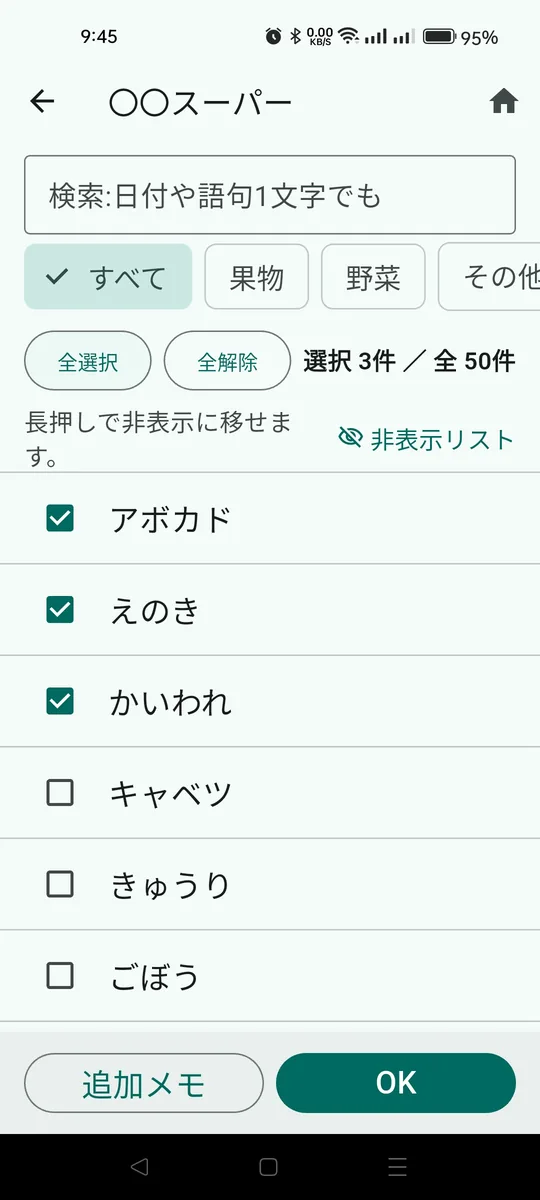 9:45
0.00
KB/S
95%
〇〇スーパー
検索:日付や語句1文字でも
すべて
果物
野菜
その他
全選択
全解除
選択 3件 ／ 全 50件
長押しで非表示に移せま
す。
非表示リスト
アボカド
えのき
かいわれ
キャベツ
きゅうり
ごぼう
追加メモ
OK